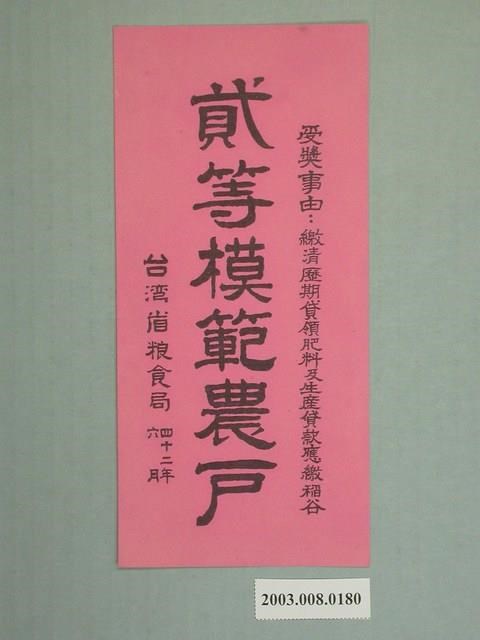 受獎事由：繳清歷期貸領肥料及生產貸款應繳稻谷
貳等模範農戶
台湾省粮食局
四十二年
六月
2003.008.0180